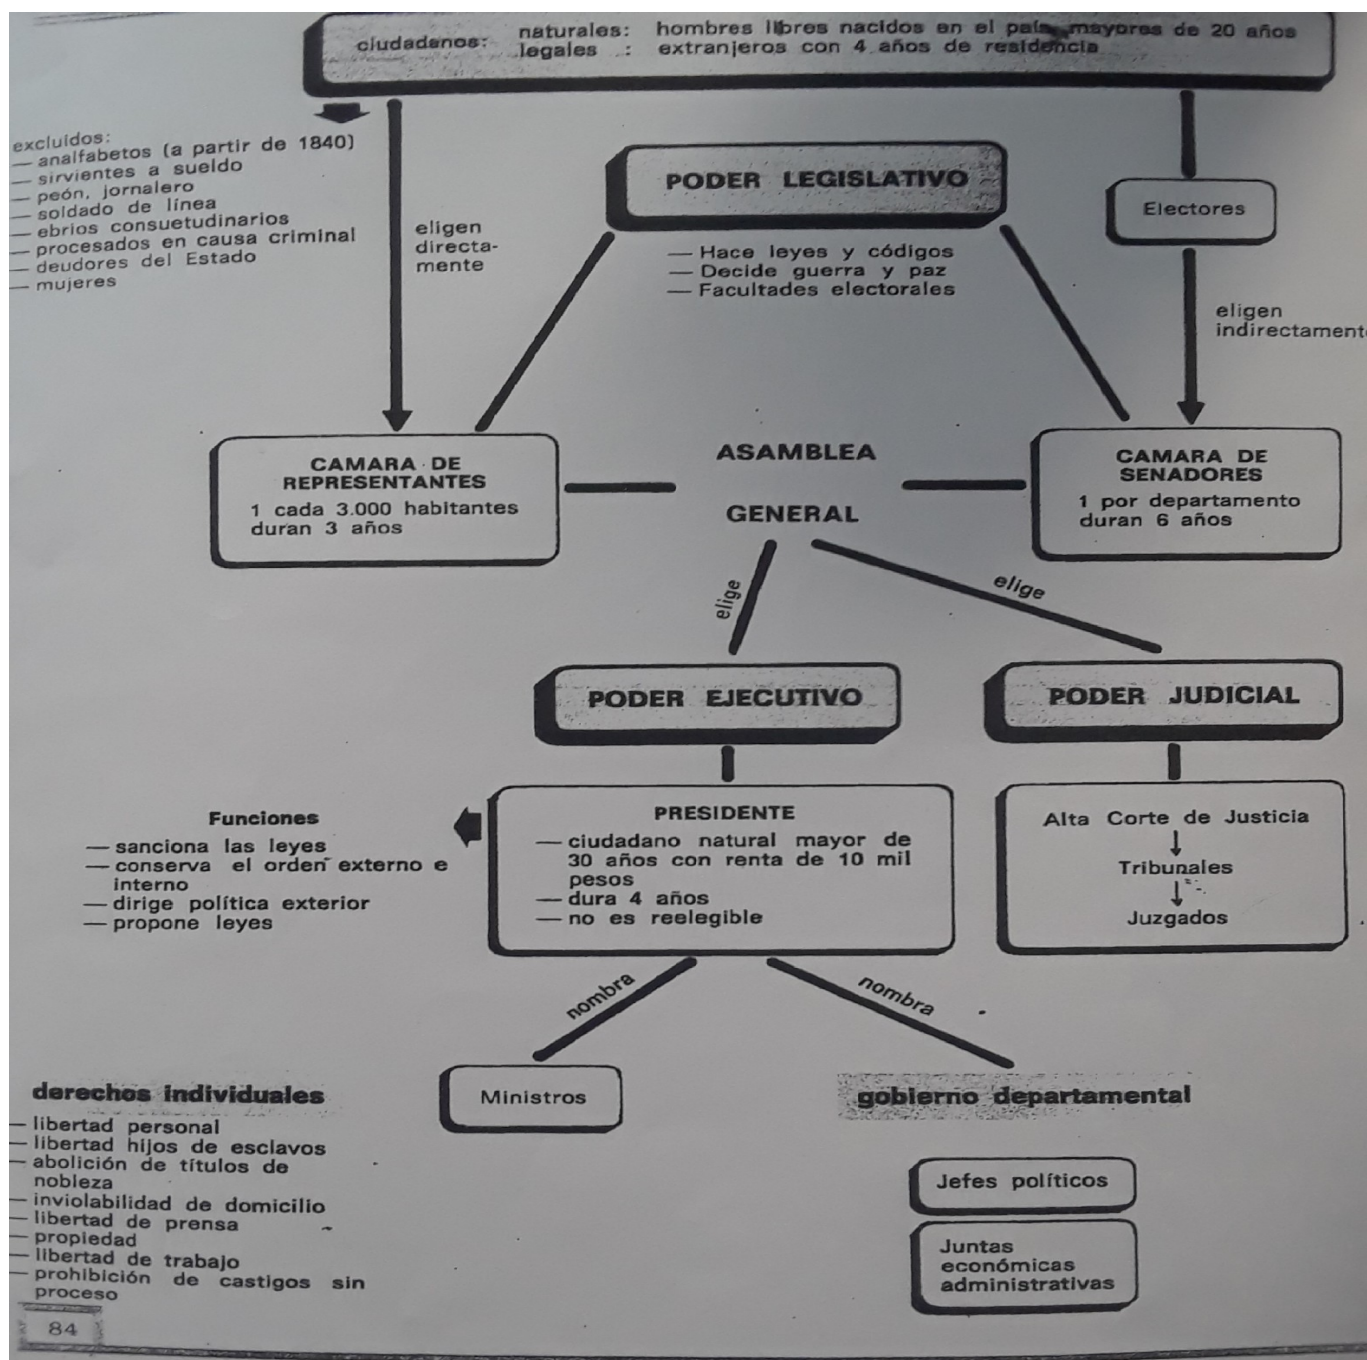 ciudadanos:
naturales: hombres libres nacidos en el país, mayores de 20 años
legales : extranjeros con 4 años de residencia
excluidos:
— analfabetos (a partir de 1840)
— sirvientes a sueldo
— peón, jornalero
— soldado de línea
— ebrios consuetudinarios
— procesados en causa criminal
— deudores del Estado
— mujeres
eligen
directa-
mente
PODER LEGISLATIVO
— Hace leyes y códigos
— Decide guerra y paz
— Facultades electorales
Electores
eligen
indirectament
CAMARA DE
REPRESENTANTES
1 cada 3.000 habitantes
duran 3 años
ASAMBLEA
GENERAL
CAMARA DE
SENADORES
1 por departamento
duran 6 años
elige
elige
PODER EJECUTIVO
PODER JUDICIAL
Funciones
— sanciona las leyes
— conserva el orden externo e
interno
— dirige política exterior
— propone leyes
PRESIDENTE
— ciudadano natural mayor de
30 años con renta de 10 mil
pesos
— dura 4 años
— no es reelegible
Alta Corte de Justicia
Tribunales
Juzgados
nombra
nombra
Ministros
gobierno departamental
Jefes políticos
Juntas
económicas
administrativas
derechos individuales
— libertad personal
— libertad hijos de esclavos
— abolición de títulos de
nobleza
— inviolabilidad de domicilio
— libertad de prensa
— propiedad
— libertad de trabajo
— prohibición de castigos sin
proceso
84